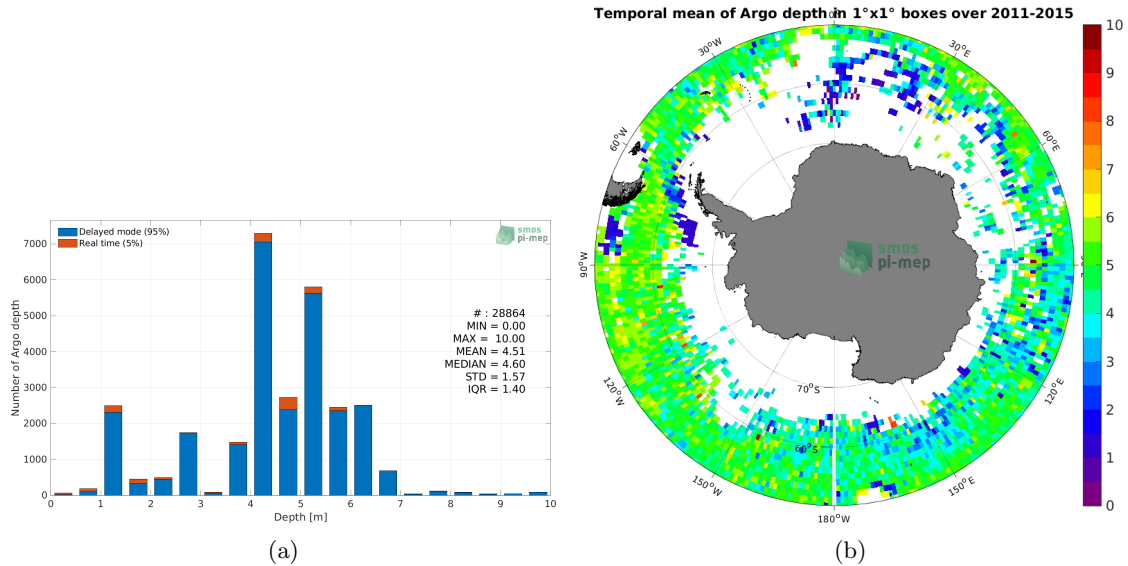 Temporal mean of Argo depth in 1°x1° boxes over 2011-2015
Delayed mode (95%)
Real time (5%)
smos
pi-mep
Number of Argo depth
7000
6000
5000
4000
3000
2000
1000
0
# : 28864
MIN = 0.00
MAX = 10.00
MEAN = 4.51
MEDIAN = 4.60
STD = 1.57
IQR = 1.40
0 1 2 3 4 5 6 7 8 9 10
Depth [m]
(a)
30°W
30°E
60°W
60°E
90°W
smos
pi-mep
70°S
60°S
120°W
120°E
150°W
150°E
180°W
10
9
8
7
6
5
4
3
2
1
0
(b)